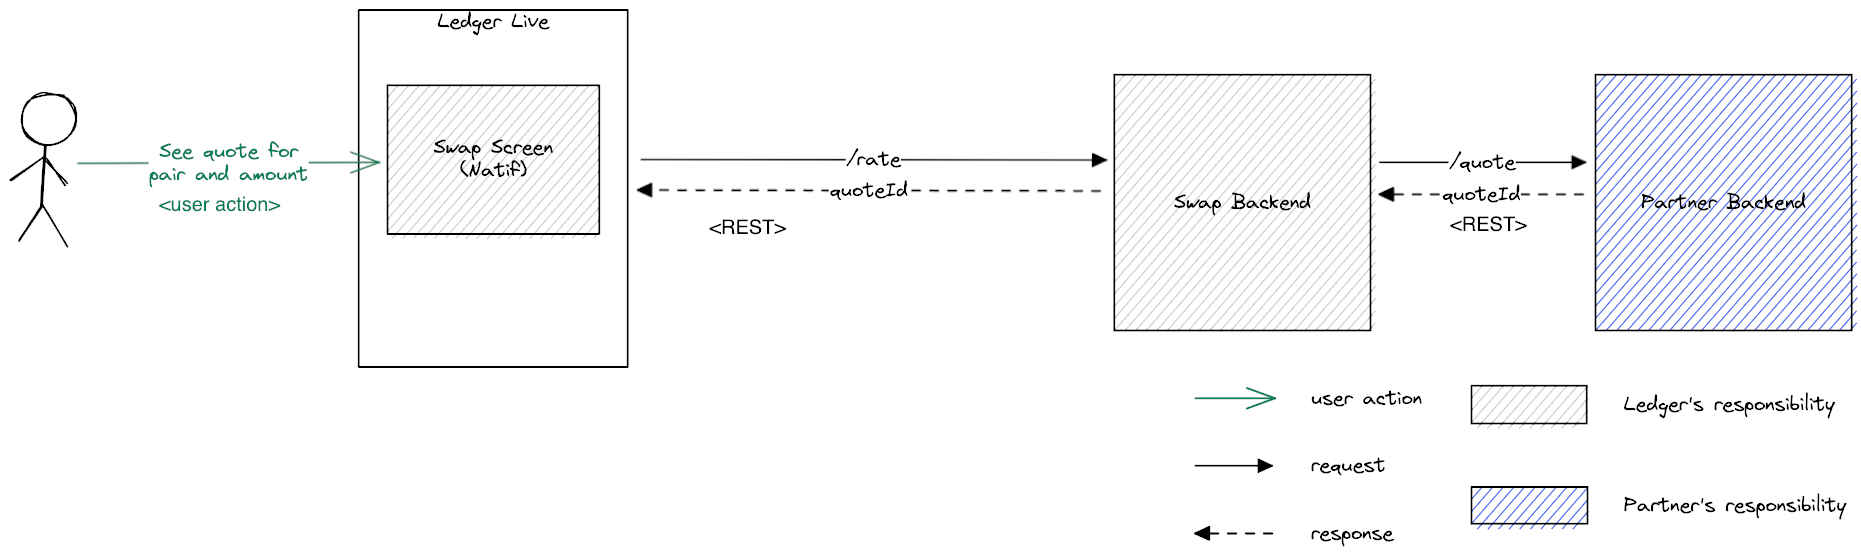 Ledger Live
See quote for
pair and amount
<user action>
Swap Screen
(Natif)
/rate
quoteId
<REST>
Swap Backend
/quote
quoteId
<REST>
Partner Backend
user action
Ledger's responsibility
request
Partner's responsibility
response